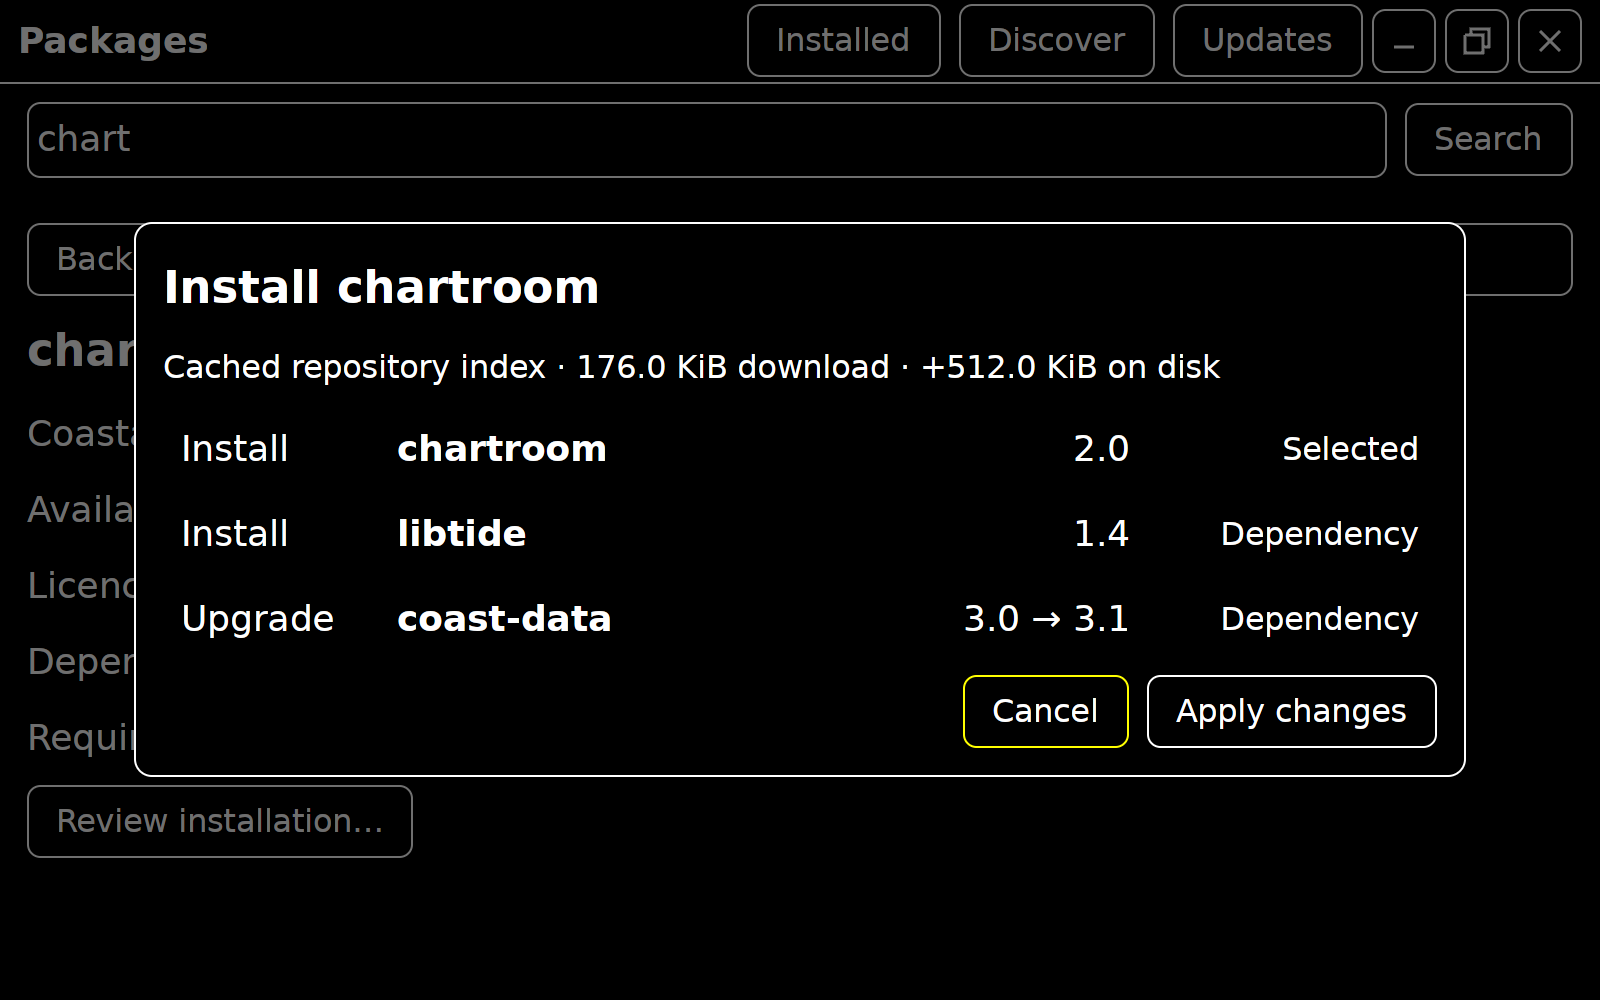 Packages Installed Discover Updates
chart Search
Back
Install chartroom
Cached repository index · 176.0 KiB download · +512.0 KiB on disk
Install chartroom 2.0 Selected
Install libtide 1.4 Dependency
Upgrade coast-data 3.0 → 3.1 Dependency
Cancel Apply changes
Review installation...